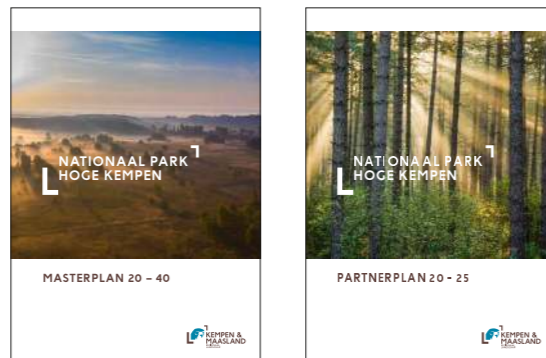 NATIONAAL PARK
HOGE KEMPEN
MASTERPLAN 20 – 40
KEMPEN &
MAASLAND
NATIONAAL PARK
HOGE KEMPEN
PARTNERPLAN 20 - 25
KEMPEN &
MAASLAND